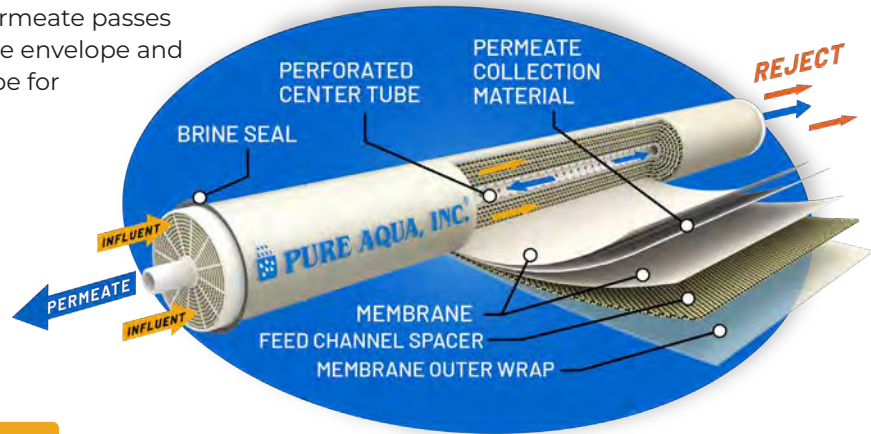 rmeate passes
e envelope and
be for
PERFORATED
CENTER TUBE
PERMEATE
COLLECTION
MATERIAL
REJECT
BRINE SEAL
INFLUENT
PURE AQUA, INC.®
PERMEATE
INFLUENT
MEMBRANE
FEED CHANNEL SPACER
MEMBRANE OUTER WRAP